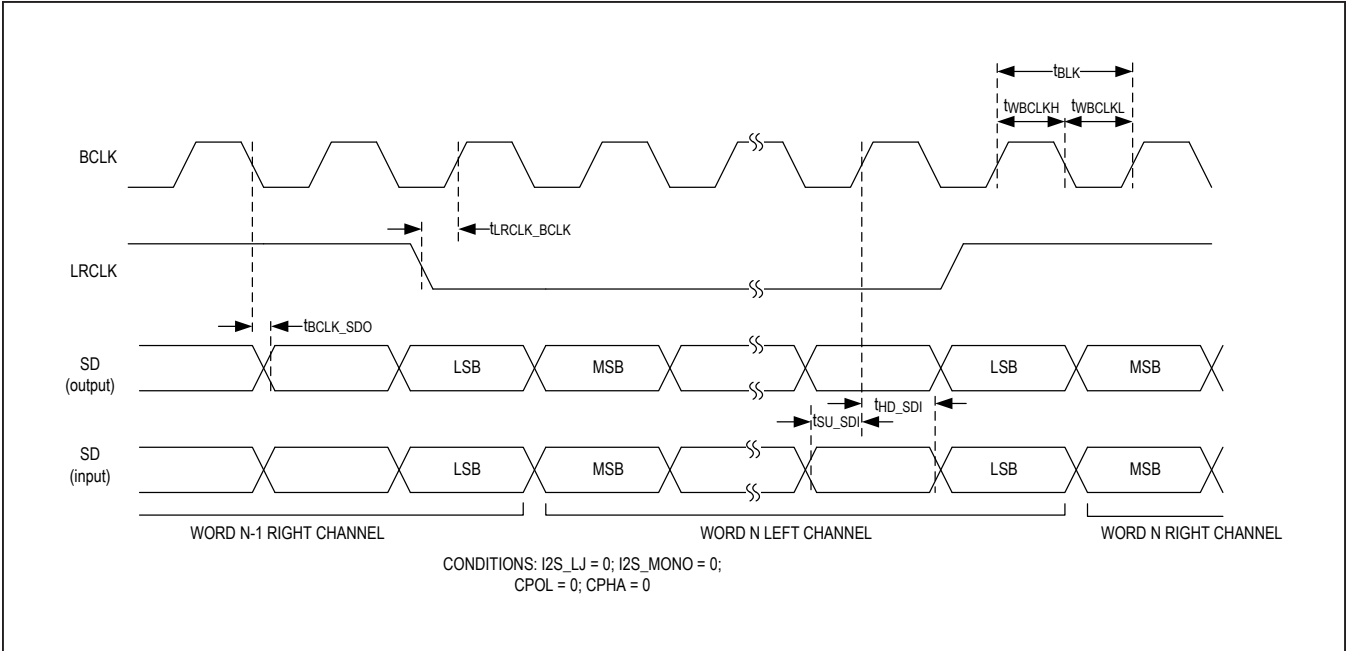 tBLK
tWBCLKH tWBCLKL
BCLK
tLRCLK_BCLK
LRCLK
tBCLK_SDO
SD
(output)
LSB MSB LSB MSB
tHD_SDI
tSU_SDI
SD
(input)
LSB MSB LSB MSB
WORD N-1 RIGHT CHANNEL WORD N LEFT CHANNEL WORD N RIGHT CHANNEL
CONDITIONS: I2S_LJ = 0; I2S_MONO = 0;
CPOL = 0; CPHA = 0